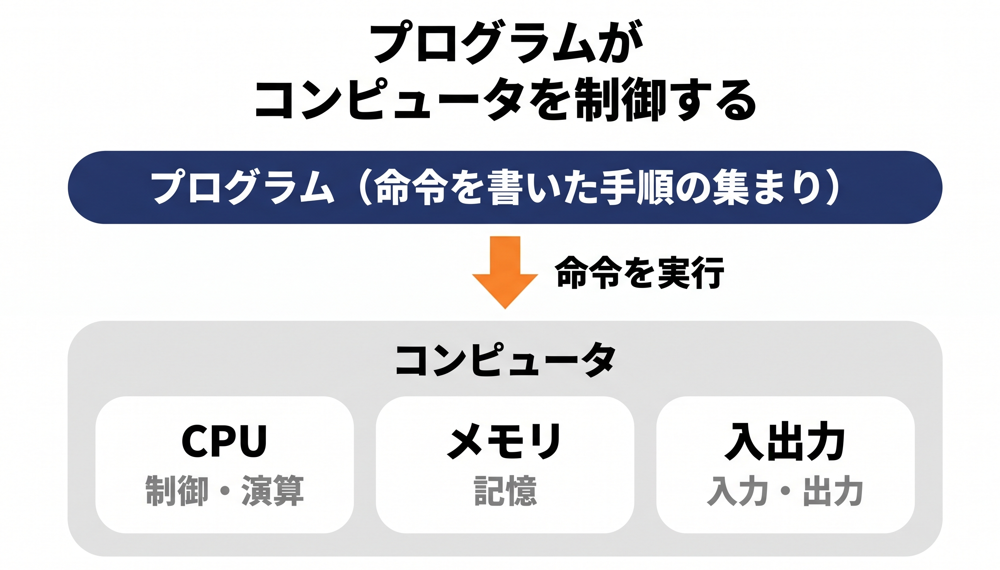 プログラムが
コンピュータを制御する
プログラム（命令を書いた手順の集まり）
命令を実行
コンピュータ
CPU
制御・演算
メモリ
記憶
入出力
入力・出力